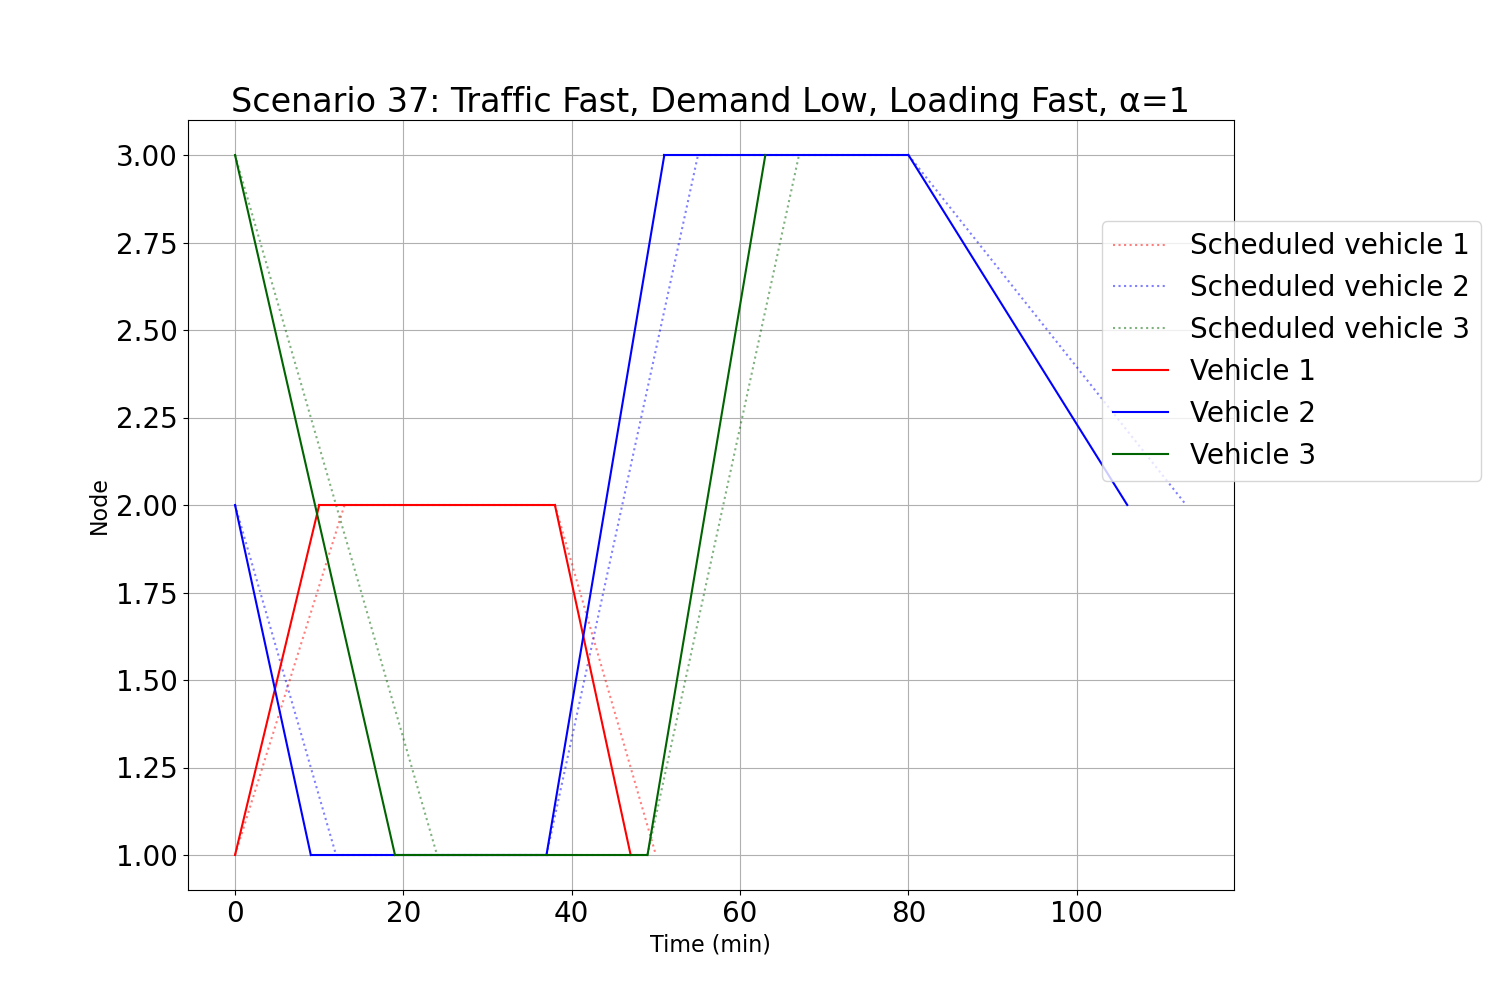 Scenario 37: Traffic Fast, Demand Low, Loading Fast, α=1
3.00
2.75
2.50
2.25
2.00
1.75
1.50
1.25
1.00
Node
0 20 40 60 80 100
Time (min)
Scheduled vehicle 1
Scheduled vehicle 2
Scheduled vehicle 3
Vehicle 1
Vehicle 2
Vehicle 3